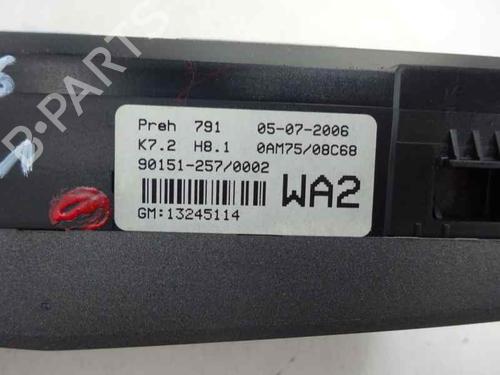 B-PARTS
Preh 791 05-07-2006
K7.2 H8.1 0AM75/08C68
90151-257/0002
WA2
GM:13245114